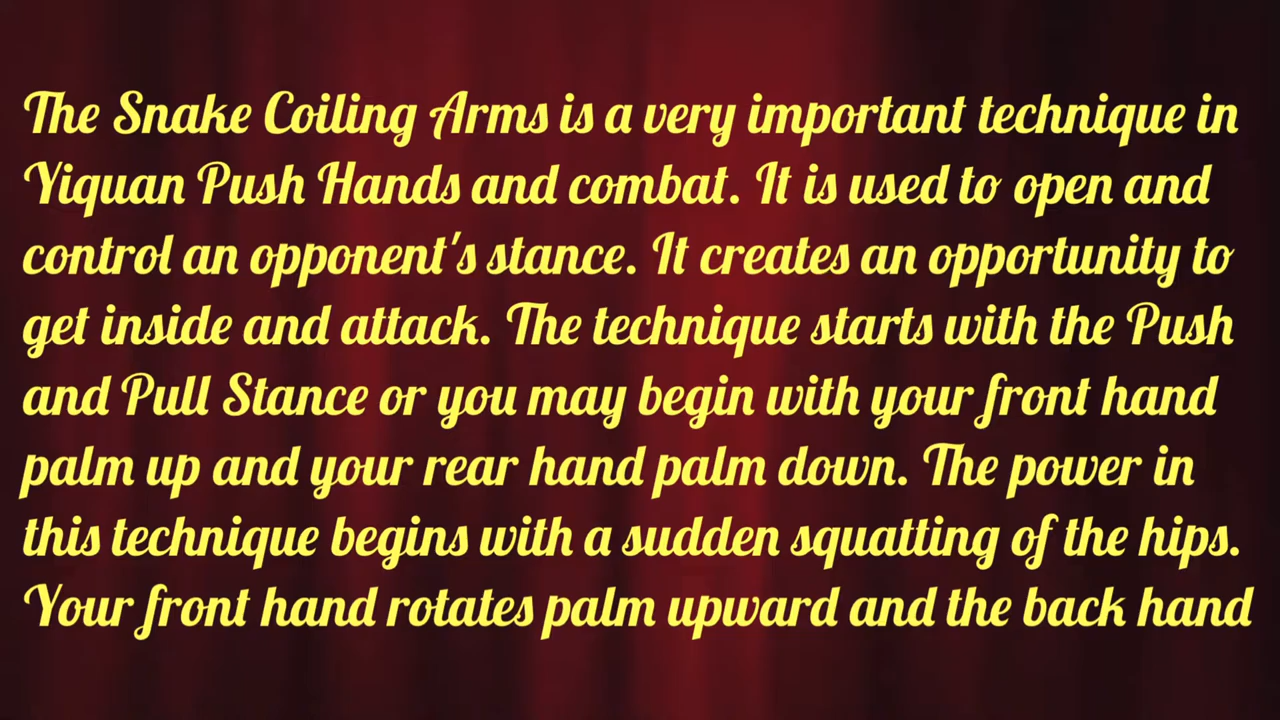 The Snake Coiling Arms is a very important technique in
Yiquan Push Hands and combat. It is used to open and
control an opponent's stance. It creates an opportunity to
get inside and attack. The technique starts with the Push
and Pull Stance or you may begin with your front hand
palm up and your rear hand palm down. The power in
this technique begins with a sudden squatting of the hips.
Your front hand rotates palm upward and the back hand